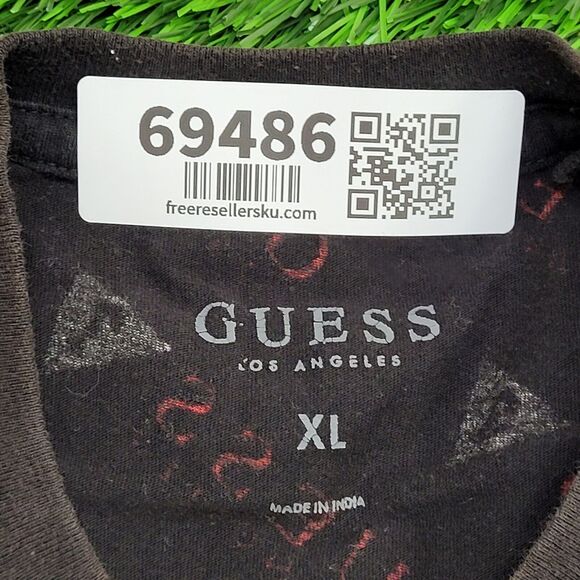 69486
freeresellersku.com
GUESS
LOS ANGELES
XL
MADE IN INDIA